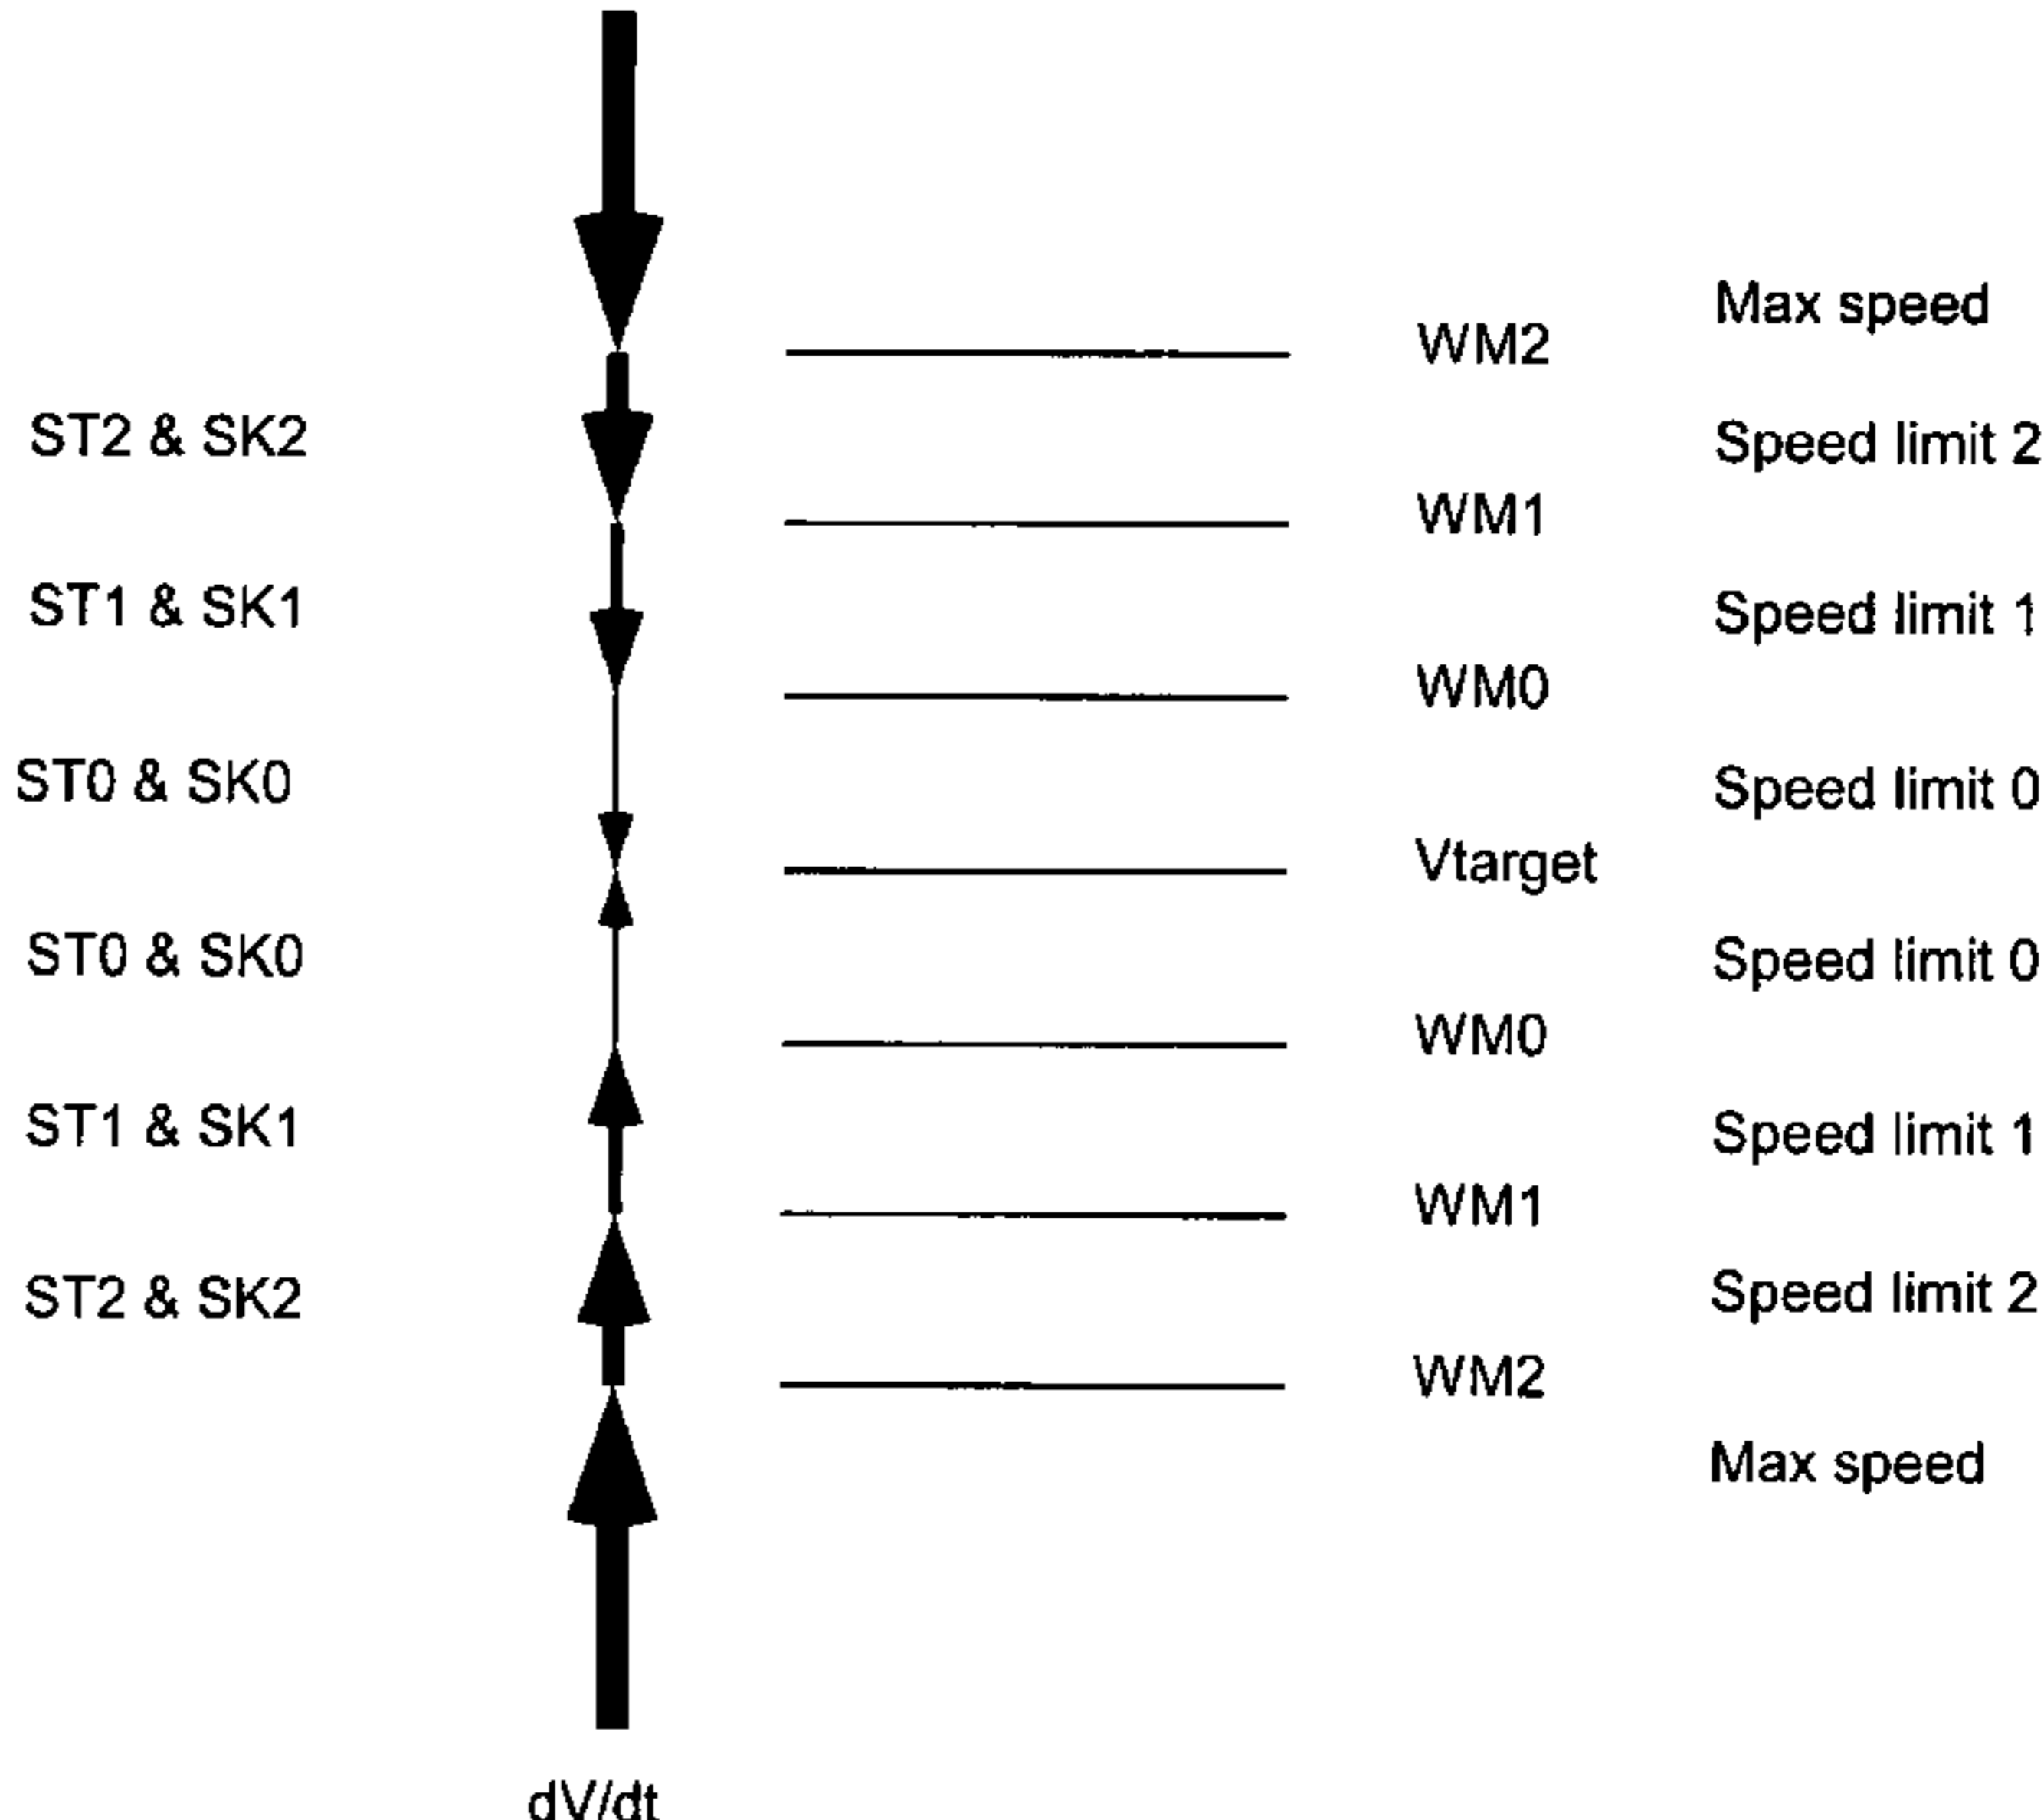 Max speed
WM2
ST2 & SK2
Speed limit 2
WM1
ST1 & SK1
Speed limit 1
WM0
ST0 & SK0
Speed limit 0
Vtarget
ST0 & SK0
Speed limit 0
WM0
ST1 & SK1
Speed limit 1
WM1
ST2 & SK2
Speed limit 2
WM2
Max speed
dV/dt